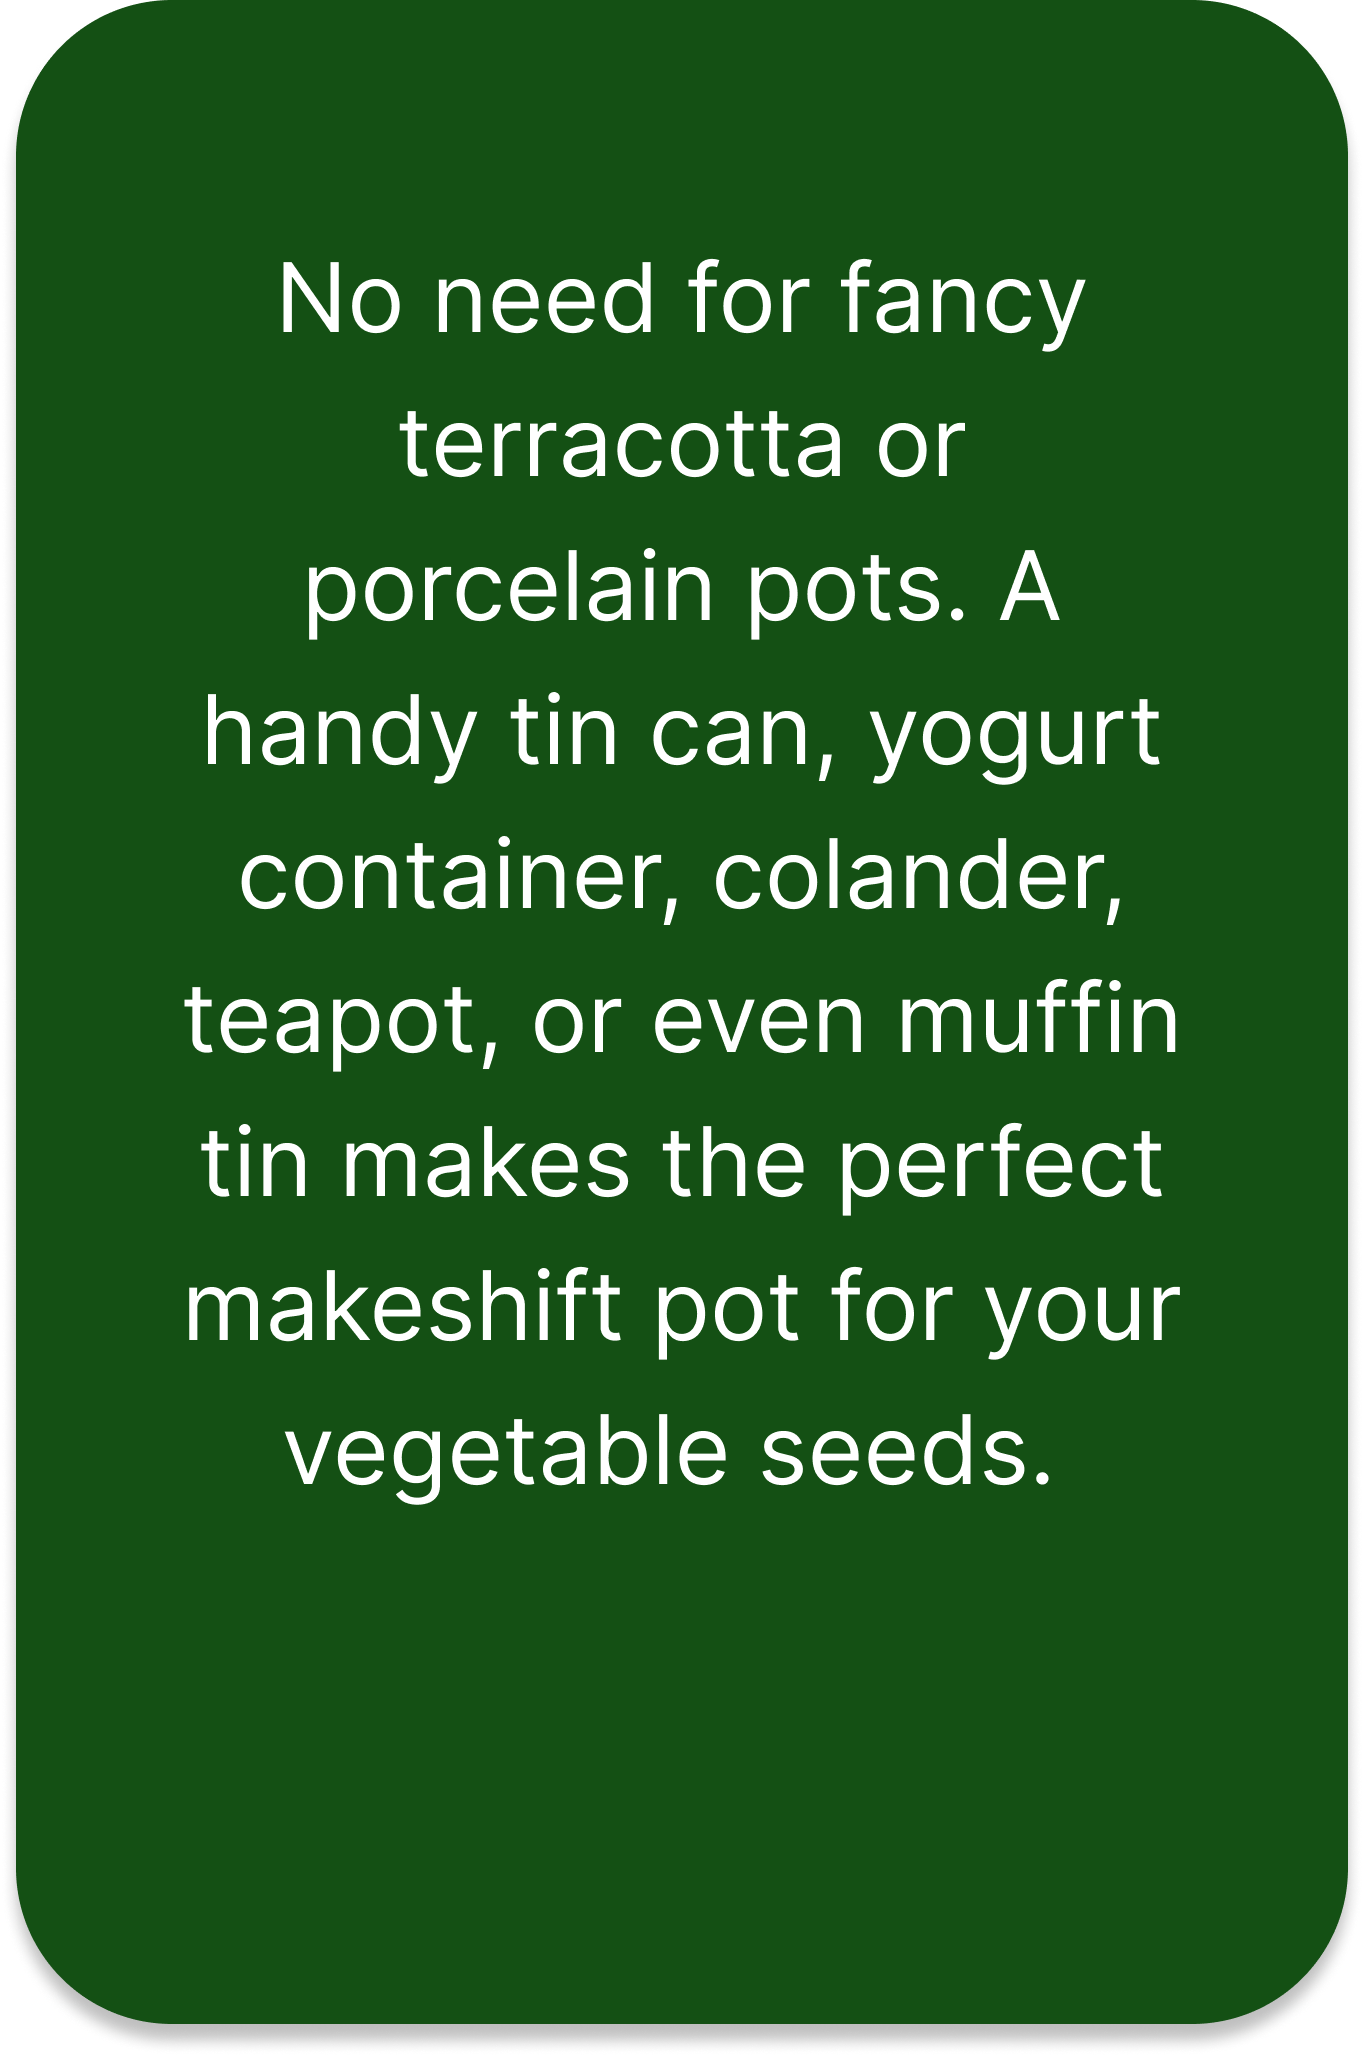 No need for fancy
terracotta or
porcelain pots. A
handy tin can, yogurt
container, colander,
teapot, or even muffin
tin makes the perfect
makeshift pot for your
vegetable seeds.